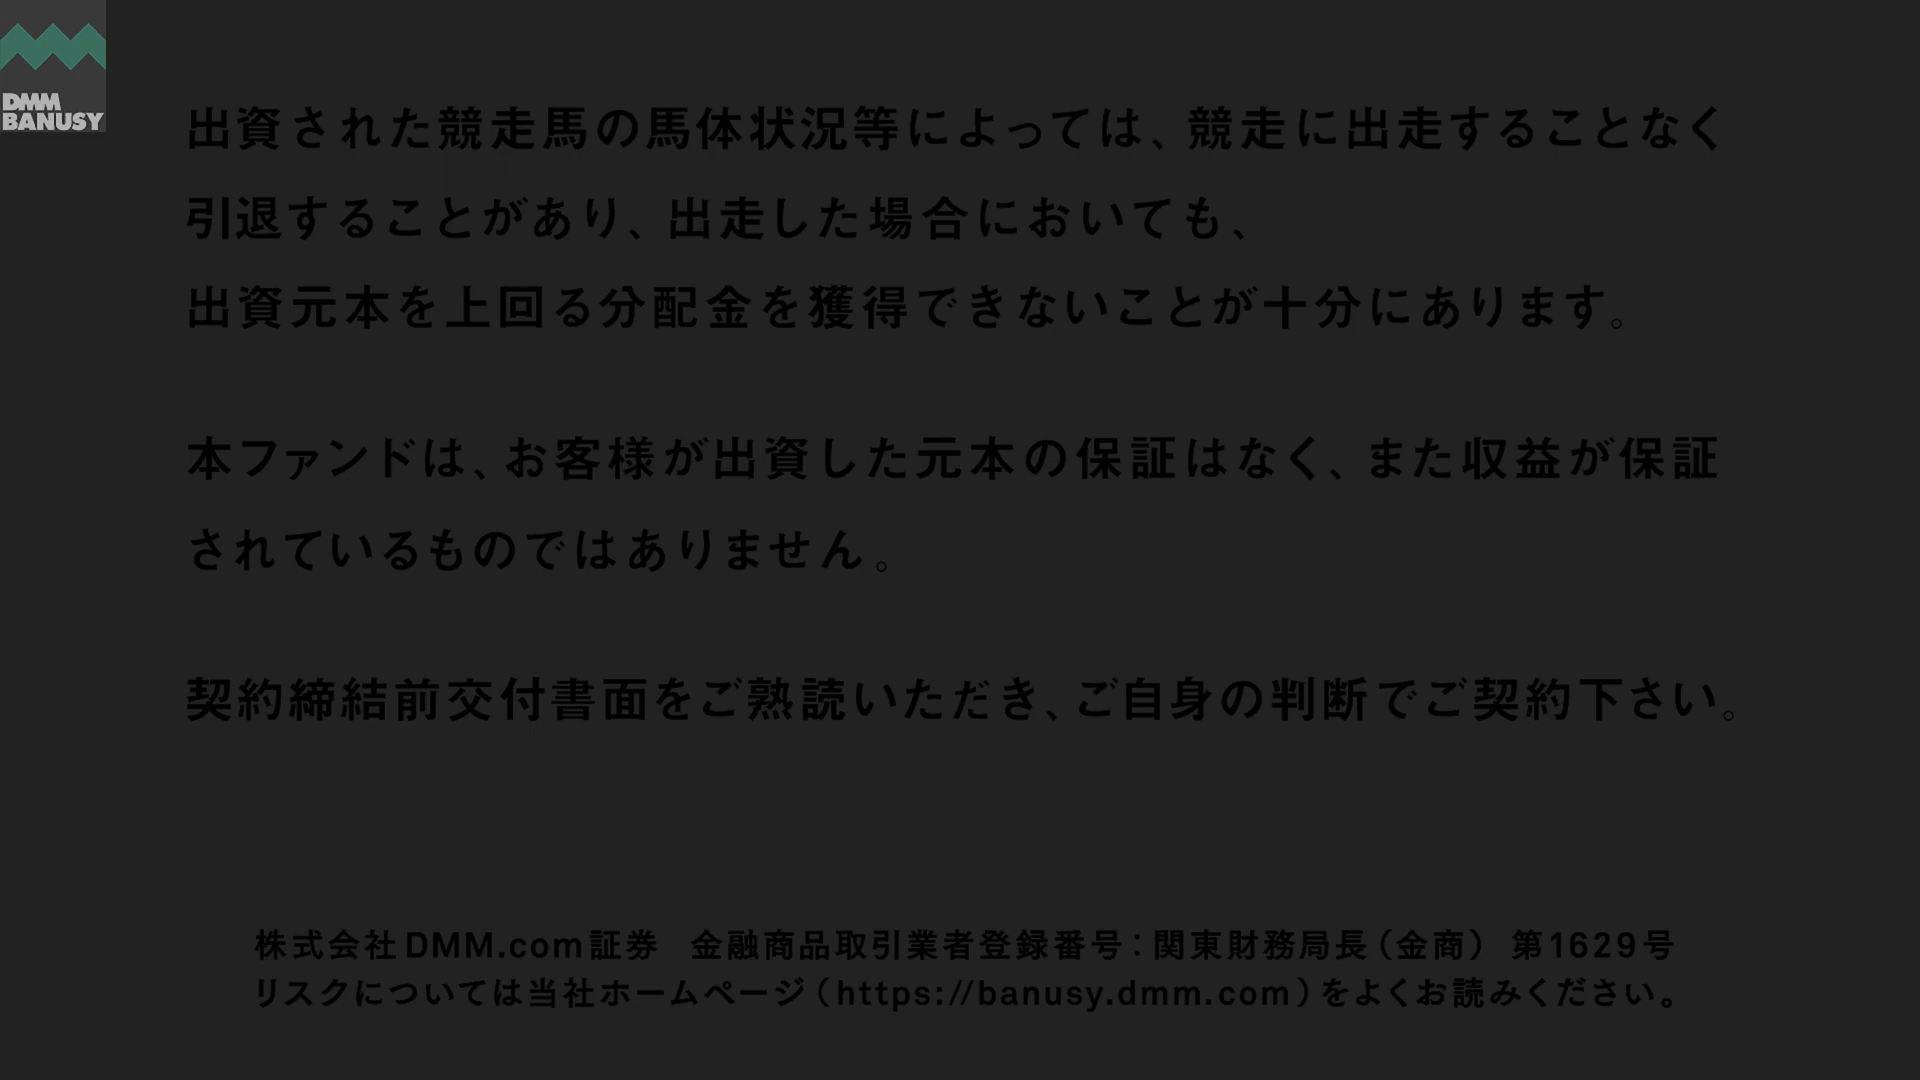 DMM
BANUSY
出資された競走馬の馬体状況等によっては、競走に出走することなく
引退することがあり、出走した場合においても、
出資元本を上回る分配金を獲得できないことが十分にあります。
本ファンドは、お客様が出資した元本の保証はなく、また収益が保証
されているものではありません。
契約締結前交付書面をご熟読いただき、ご自身の判断でご契約下さい。
株式会社DMM.com証券　金融商品取引業者登録番号：関東財務局長（金商） 第1629号
リスクについては当社ホームページ（https://banusy.dmm.com）をよくお読みください。